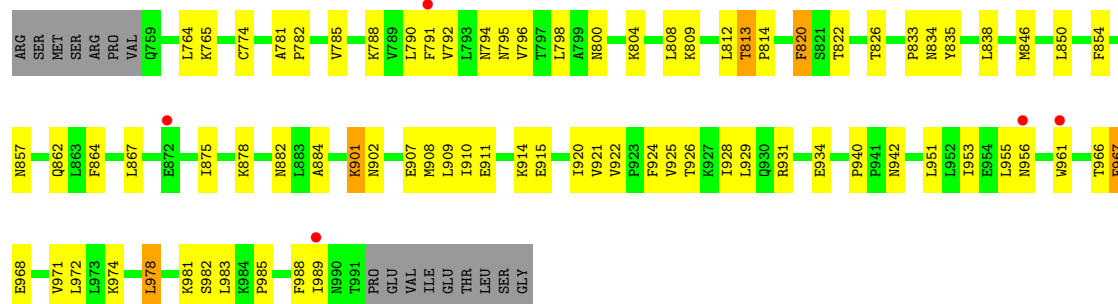 ARG SER MET SER ARG PRO VAL Q759 L764 K765 C774 A781 P782 V785 K788 V789 L790 F791 V792 L793 N794 N795 V796 T797 L798 A799 N800 K804 L808 K809 L812 T813 P814 F820 S821 T822 T826 P833 N834 Y835 L838 M846 L850 F854
N857 Q862 L863 F864 L867 E872 I875 K878 N882 L883 A884 K901 N902 E907 M908 L909 I910 E911 K914 E915 I920 V921 V922 P923 F924 V925 T926 K927 I928 L929 Q930 R931 E934 P940 P941 N942 L951 L952 I953 E954 L955 N956 W961 T966 E967
E968 V971 L972 L973 K974 L978 K981 S982 L983 K984 P985 F988 I989 N990 T991 PRO GLU VAL ILE GLU THR LEU SER GLY